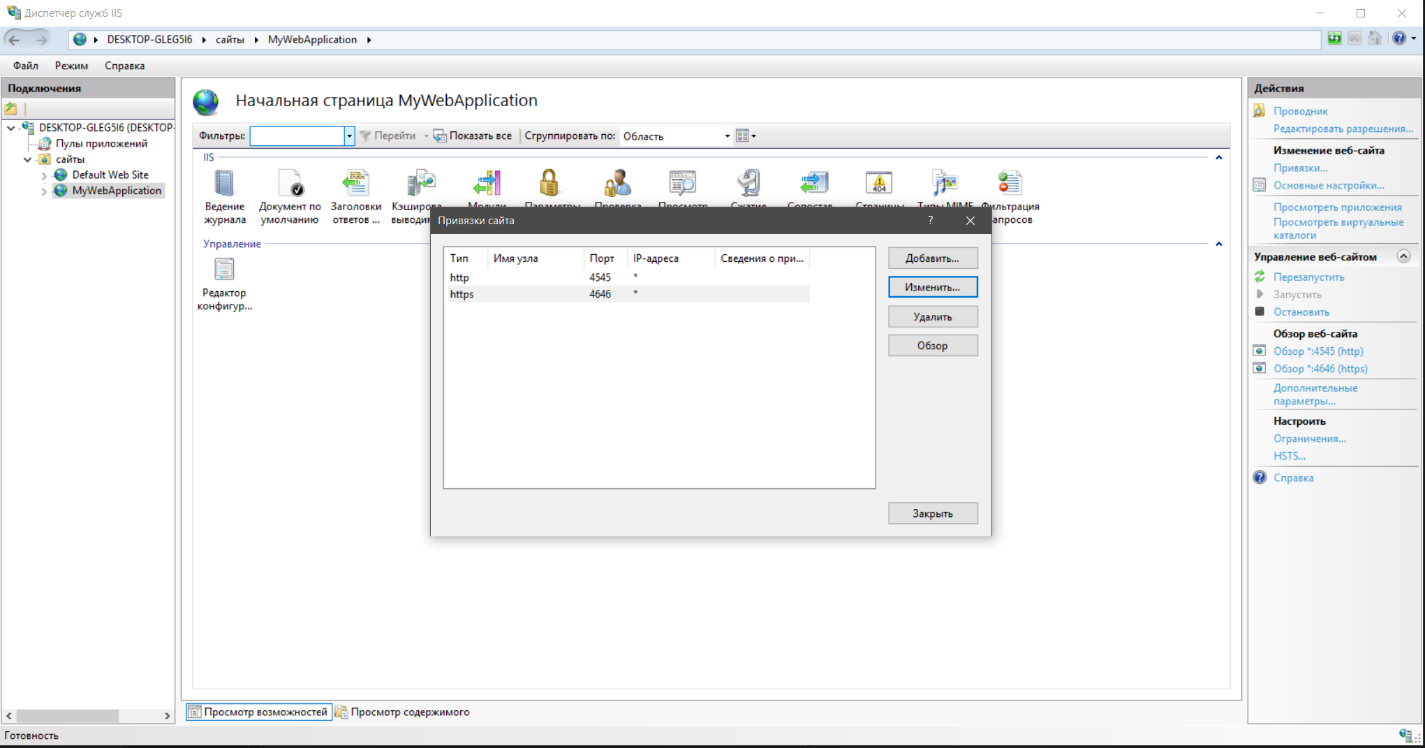 Диспетчер служб IIS
DESKTOP-GLEG5I6 сайты MyWebApplication
Файл Режим Справка
Подключения
DESKTOP-GLEG5I6 (DESKTOP-
Пулы приложений
сайты
Default Web Site
MyWebApplication
Начальная страница MyWebApplication
Фильтры: Перейти Показать все Сгруппировать по: Область
IIS
Ведение журнала
Документ по умолчанию
Заголовки ответов ...
Кэширова выводим
Модули
Параметры
Проверка
Просмотр
Сжатие
Сопостав
404
Страницы
Типы MIME
Фильтрация апросов
Управление
Редактор
конфигур...
Привязки сайта ?
Тип Имя узла Порт IP-адреса Сведения о при...
http 4545 *
https 4646 *
Добавить...
Изменить...
Удалить
Обзор
Закрыть
Просмотр возможностей Просмотр содержимого
Готовность
Действия
Проводник
Редактировать разрешения...
Изменение веб-сайта
Привязки...
Основные настройки...
Просмотреть приложения
Просмотреть виртуальные
каталоги
Управление веб-сайтом
Перезапустить
Запустить
Остановить
Обзор веб-сайта
Обзор *:4545 (http)
Обзор *:4646 (https)
Дополнительные
параметры...
Настроить
Ограничения...
HSTS...
Справка